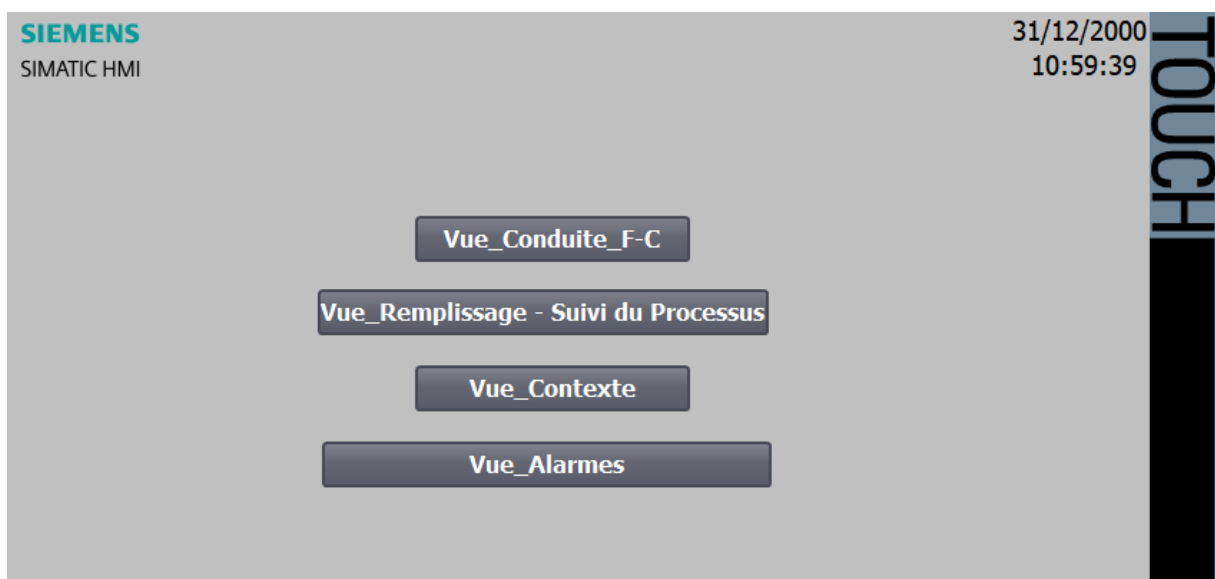 SIEMENS
SIMATIC HMI
31/12/2000
10:59:39
TOUCH
Vue_Conduite_F-C
Vue_Remplissage - Suivi du Processus
Vue_Contexte
Vue_Alarmes